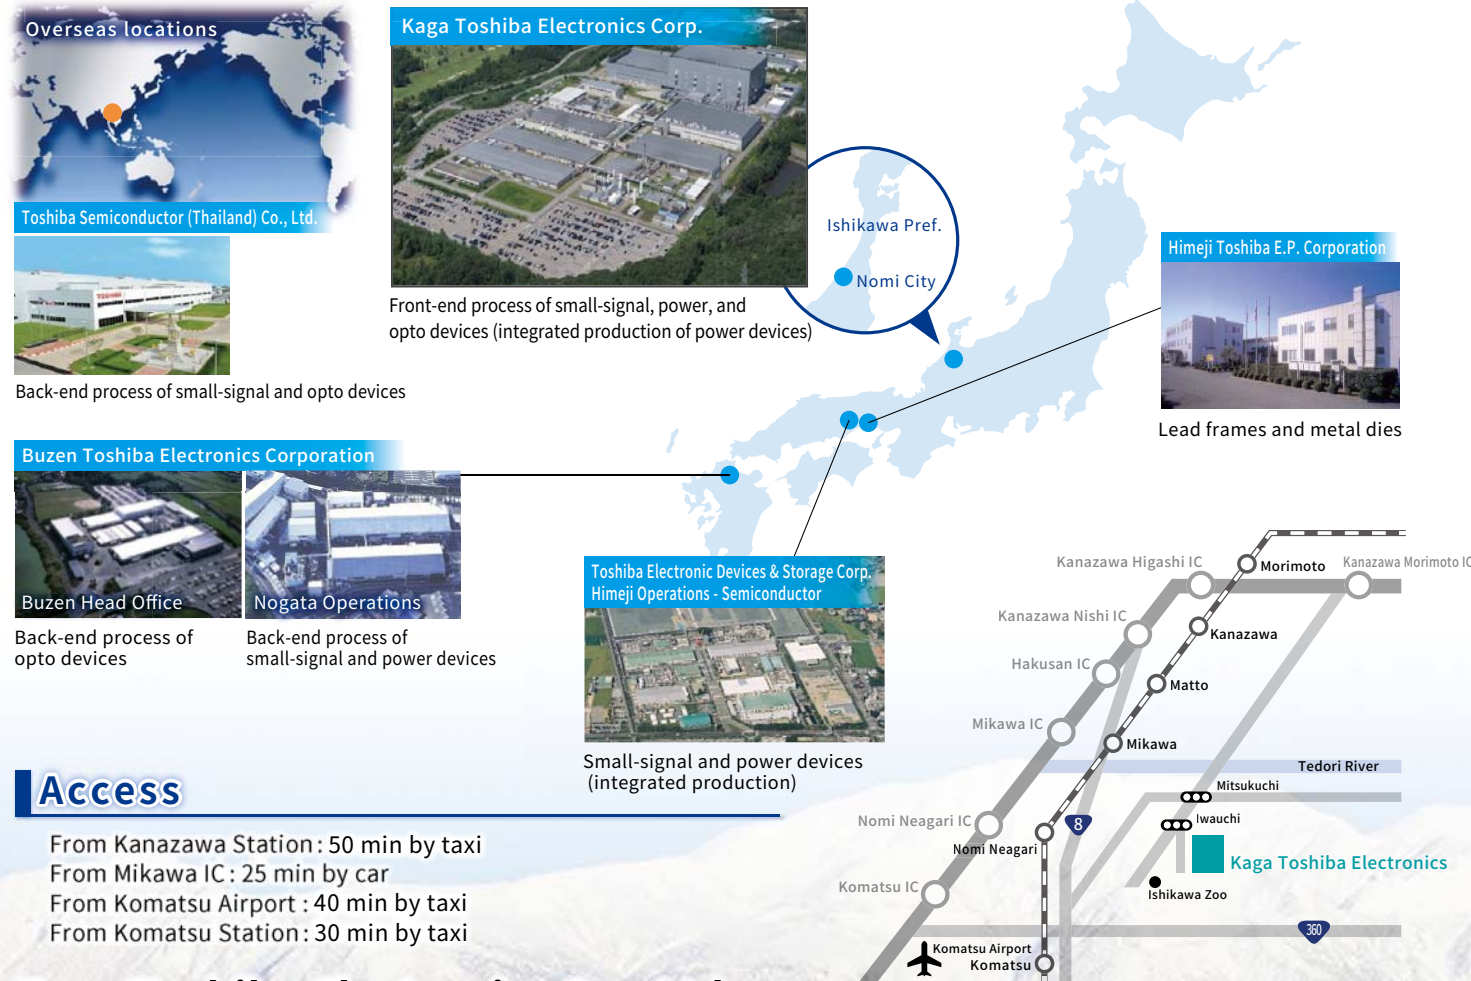 Overseas locations
Toshiba Semiconductor (Thailand) Co., Ltd.
TOSHIBA
Back-end process of small-signal and opto devices
Kaga Toshiba Electronics Corp.
Front-end process of small-signal, power, and
opto devices (integrated production of power devices)
Ishikawa Pref.
Nomi City
Himeji Toshiba E.P. Corporation
Lead frames and metal dies
Buzen Toshiba Electronics Corporation
Buzen Head Office
Nogata Operations
Back-end process of
opto devices
Back-end process of
small-signal and power devices
Toshiba Electronic Devices & Storage Corp.
Himeji Operations - Semiconductor
Small-signal and power devices
(integrated production)
Access
From Kanazawa Station : 50 min by taxi
From Mikawa IC : 25 min by car
From Komatsu Airport : 40 min by taxi
From Komatsu Station : 30 min by taxi
Kanazawa Higashi IC
Morimoto
Kanazawa Morimoto IC
Kanazawa Nishi IC
Kanazawa
Hakusan IC
Matto
Mikawa IC
Mikawa
Tedori River
Mitsukuchi
Nomi Neagari IC
8
Iwauchi
Nomi Neagari
Kaga Toshiba Electronics
Komatsu IC
Ishikawa Zoo
360
Komatsu Airport
Komatsu